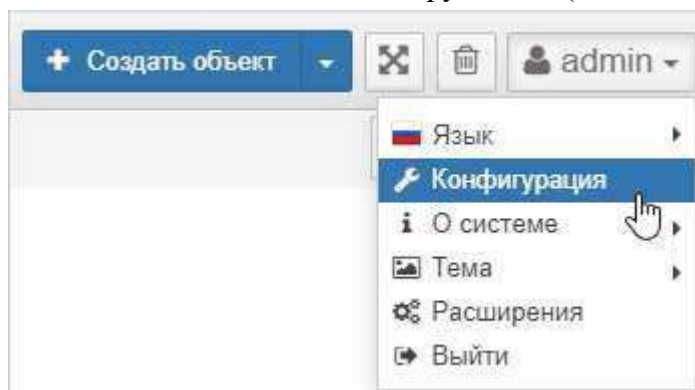 Создать объект admin
Язык
Конфигурация
О системе
Тема
Расширения
Выйти